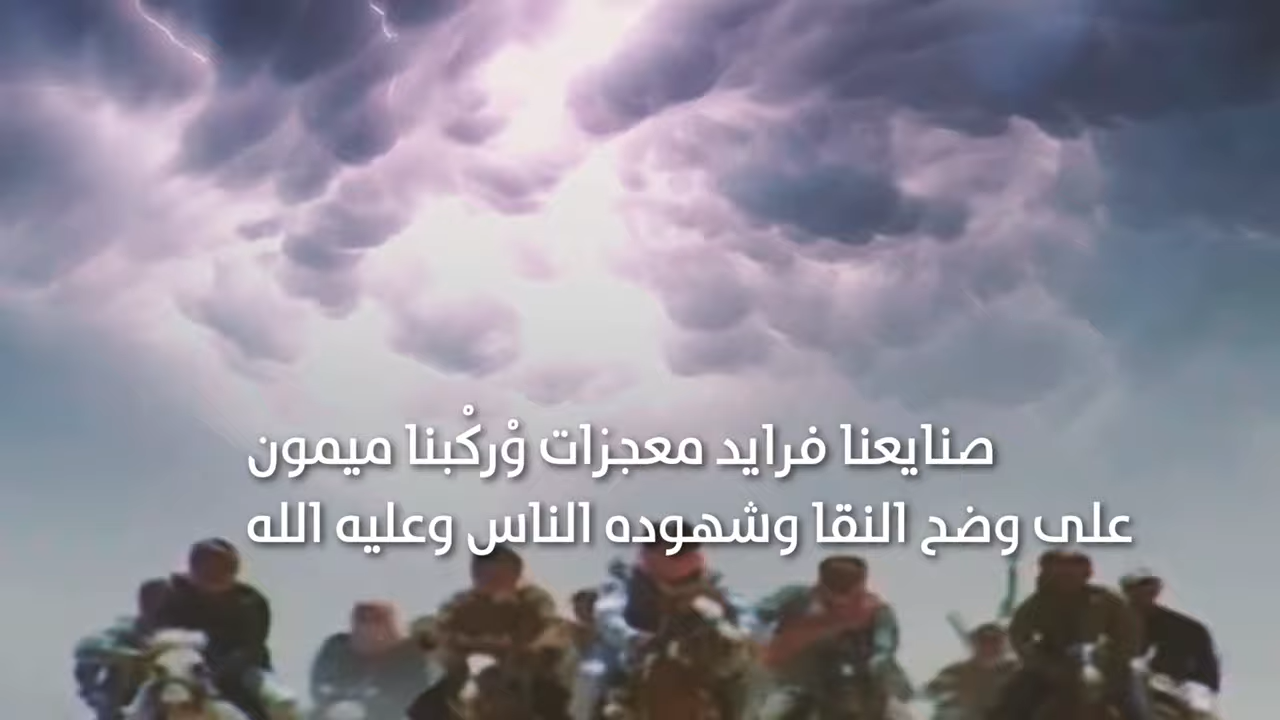 صنايعنا فرايد معجزات وْركْبنا ميمون
على وضح النقا وشهوده الناس وعليه الله